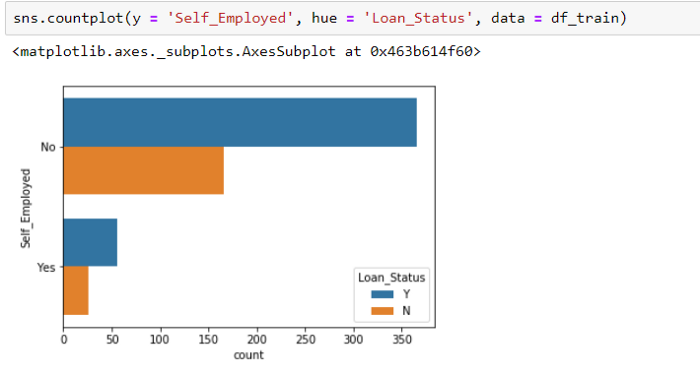 sns.countplot(y = 'Self_Employed', hue = 'Loan_Status', data = df_train)
<matplotlib.axes._subplots.AxesSubplot at 0x463b614f60>
No
Self_Employed
Yes
Loan_Status
Y
N
0 50 100 150 200 250 300 350
count